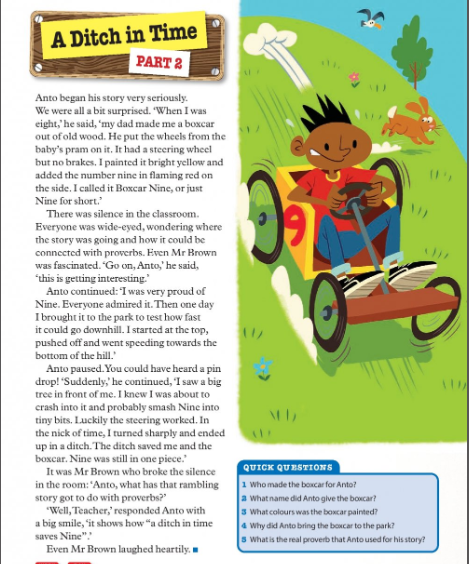 A Ditch in Time
PART 2
Anto began his story very seriously.
We were all a bit surprised. ‘When I was
eight,’ he said, ‘my dad made me a boxcar
out of old wood. He put the wheels from the
baby’s pram on it. It had a steering wheel
but no brakes. I painted it bright yellow and
added the number nine in flaming red on
the side. I called it Boxcar Nine, or just
Nine for short.’
There was silence in the classroom.
Everyone was wide-eyed, wondering where
the story was going and how it could be
connected with proverbs. Even Mr Brown
was fascinated. ‘Go on, Anto,’ he said,
‘this is getting interesting.’
Anto continued: ‘I was very proud of
Nine. Everyone admired it. Then one day
I brought it to the park to test how fast
it could go downhill. I started at the top,
pushed off and went speeding towards the
bottom of the hill.’
Anto paused. You could have heard a pin
drop! ‘Suddenly,’ he continued, ‘I saw a big
tree in front of me. I knew I was about to
crash into it and probably smash Nine into
tiny bits. Luckily the steering worked. In
the nick of time, I turned sharply and ended
up in a ditch. The ditch saved me and the
boxcar. Nine was still in one piece.’
It was Mr Brown who broke the silence
in the room: ‘Anto, what has that rambling
story got to do with proverbs?’
‘Well, Teacher,’ responded Anto with
a big smile, ‘it shows how “a ditch in time
saves Nine”.’
Even Mr Brown laughed heartily.
9
QUICK QUESTIONS
1 Who made the boxcar for Anto?
2 What name did Anto give the boxcar?
3 What colours was the boxcar painted?
4 Why did Anto bring the boxcar to the park?
5 What is the real proverb that Anto used for his story?